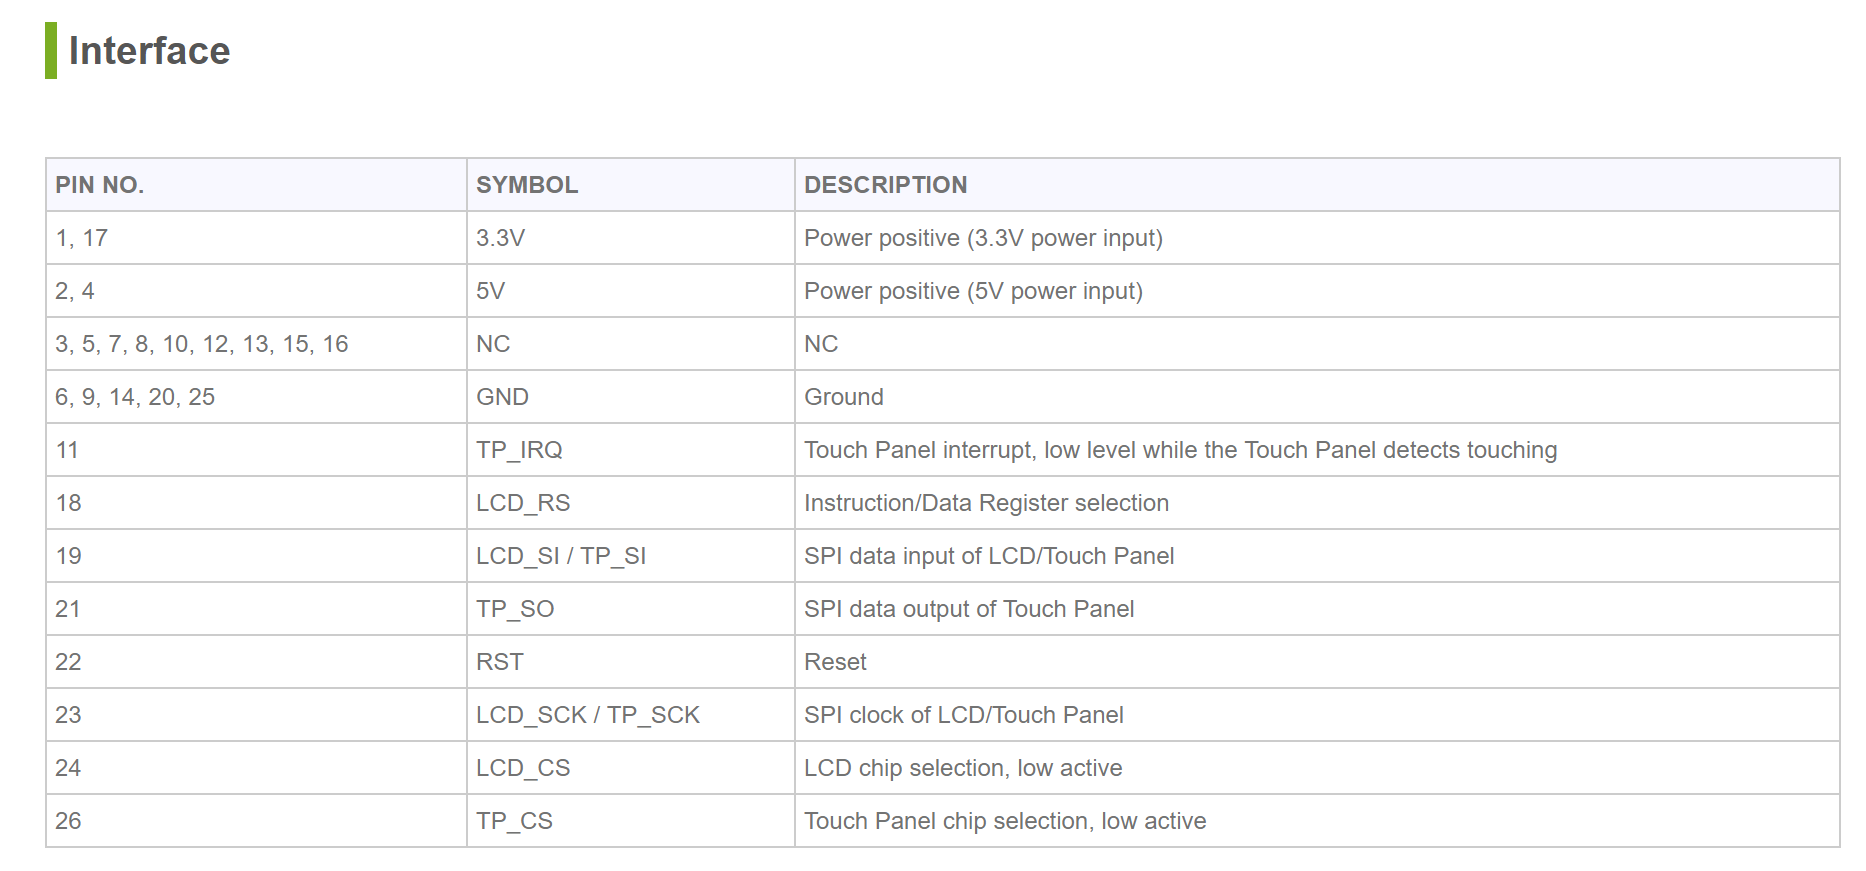 Interface
PIN NO. SYMBOL DESCRIPTION
1, 17 3.3V Power positive (3.3V power input)
2, 4 5V Power positive (5V power input)
3, 5, 7, 8, 10, 12, 13, 15, 16 NC NC
6, 9, 14, 20, 25 GND Ground
11 TP_IRQ Touch Panel interrupt, low level while the Touch Panel detects touching
18 LCD_RS Instruction/Data Register selection
19 LCD_SI / TP_SI SPI data input of LCD/Touch Panel
21 TP_SO SPI data output of Touch Panel
22 RST Reset
23 LCD_SCK / TP_SCK SPI clock of LCD/Touch Panel
24 LCD_CS LCD chip selection, low active
26 TP_CS Touch Panel chip selection, low active